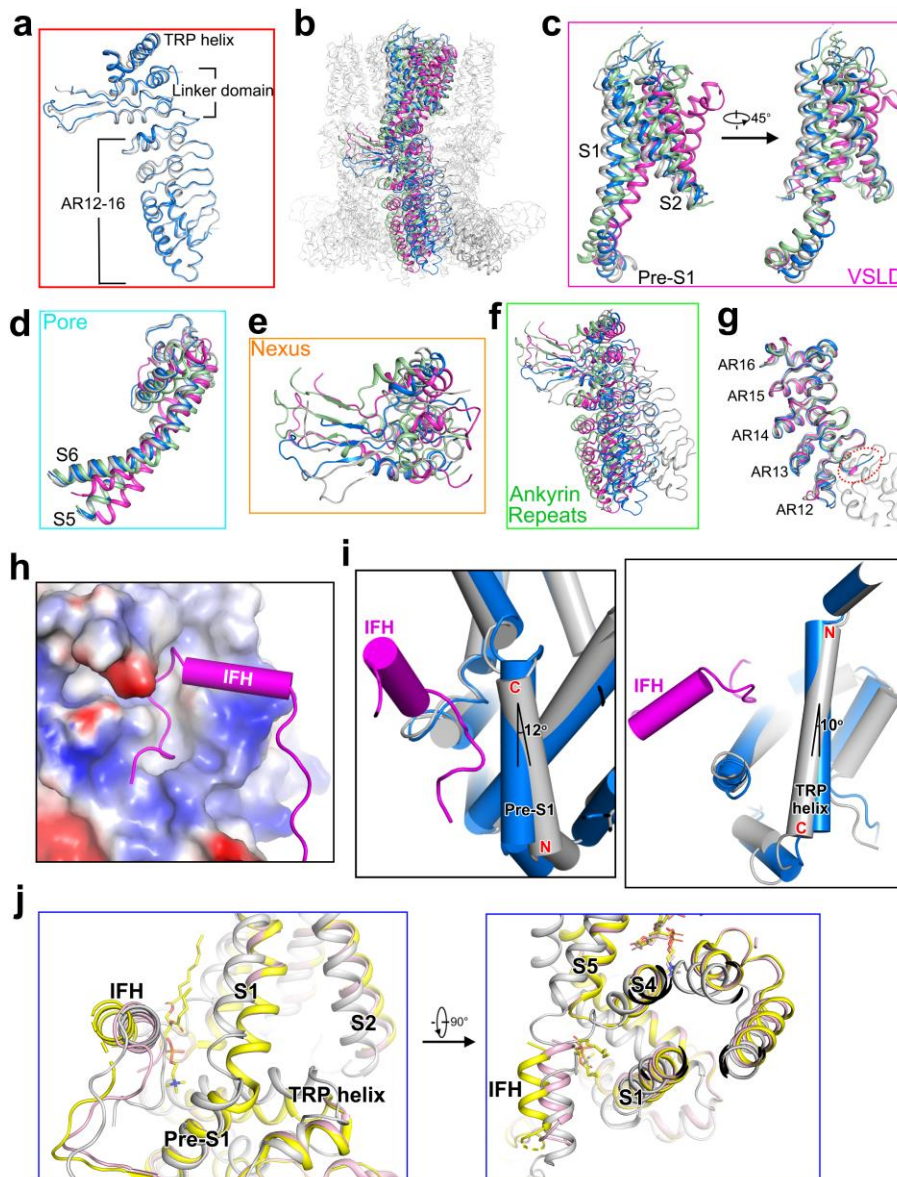 a
TRP helix
Linker domain
AR12-16
b
c
S1
S2
Pre-S1
45°
VSLD
d
Pore
S6
S5
e
Nexus
f
Ankyrin
Repeats
g
AR16
AR15
AR14
AR13
AR12
h
IFH
i
IFH
C
12°
Pre-S1
N
IFH
N
10°
TRP
helix
C
j
IFH
S1
S2
TRP helix
Pre-S1
90°
S5
S4
IFH
S1